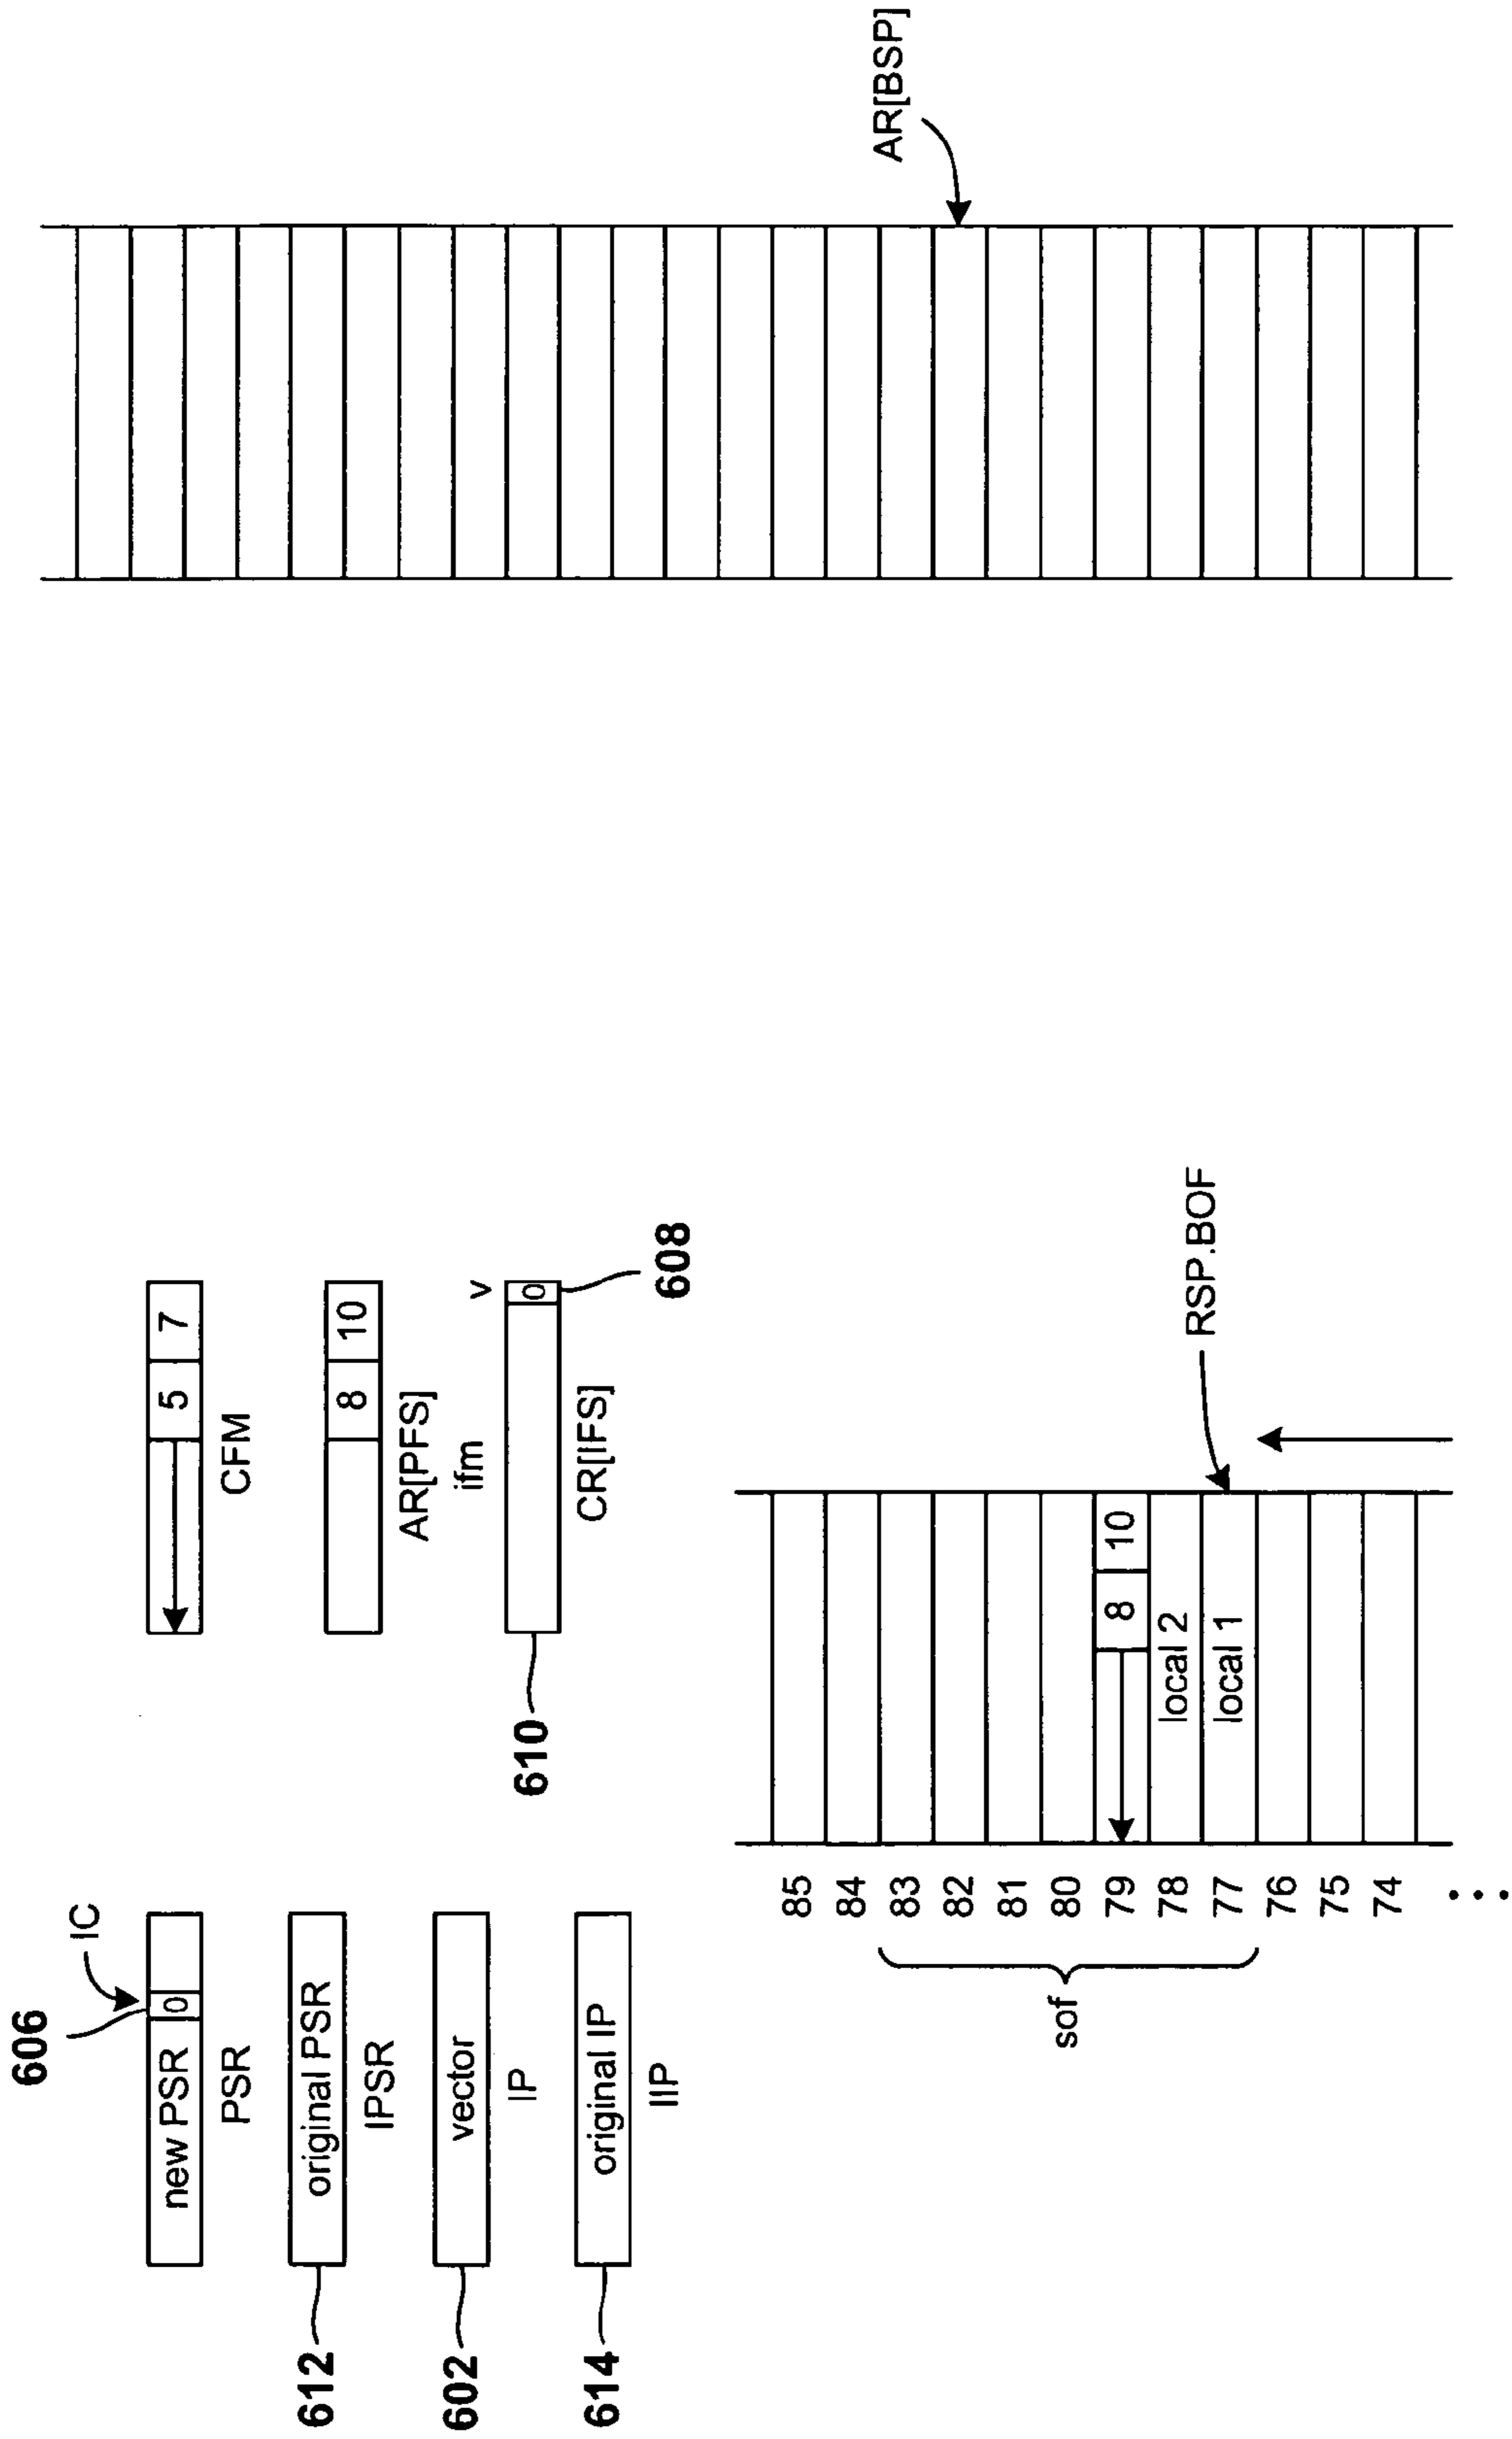 606
IC
new PSR 0
PSR
612
original PSR
IPSR
602
vector
IP
614
original IP
IIP
5 7
CFM
8 10
AR[PFS]
ifm
v
0
610
608
CR[IFS]
85
84
83
82
81
80
79
8 10
78
local 2
77
local 1
76
75
74
sof
RSP.BOF
AR[BSP]